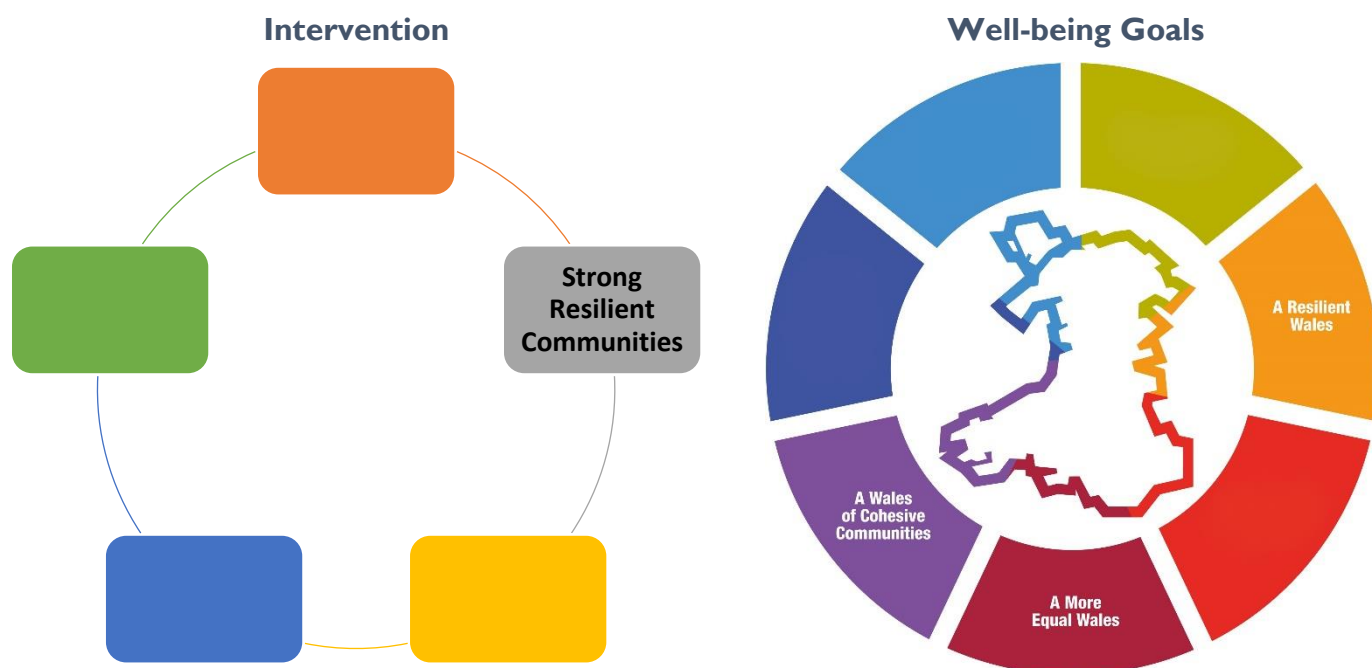 Intervention
Strong
Resilient
Communities
Well-being Goals
A Resilient
Wales
A Wales
of Cohesive
Communities
A More
Equal Wales